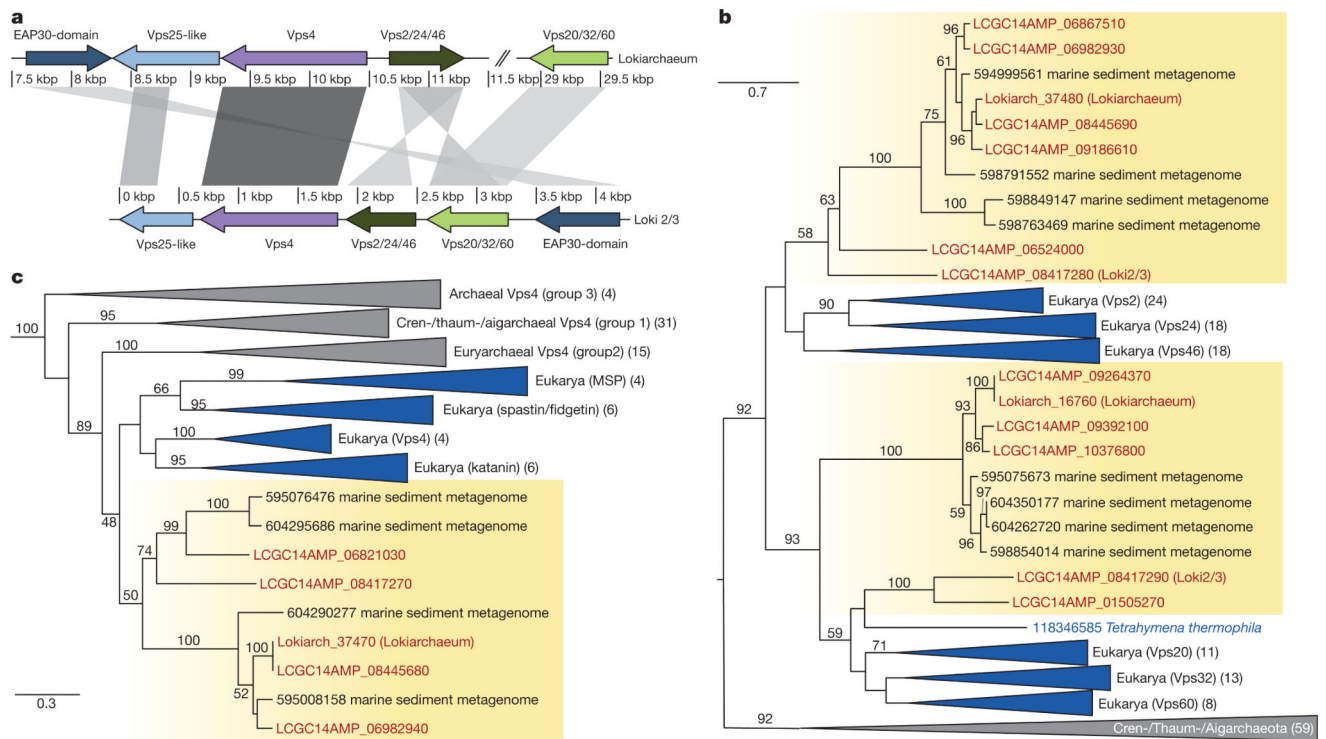 a
EAP30-domain
Vps25-like
Vps4
Vps2/24/46
Vps20/32/60
Lokiarchaeum
7.5 kbp
8 kbp
8.5 kbp
9 kbp
9.5 kbp
10 kbp
10.5 kbp
11 kbp
11.5 kbp
29 kbp
29.5 kbp
0 kbp
0.5 kbp
1 kbp
1.5 kbp
2 kbp
2.5 kbp
3 kbp
3.5 kbp
4 kbp
Loki 2/3
Vps25-like
Vps4
Vps2/24/46
Vps20/32/60
EAP30-domain
b
0.7
96
LCGC14AMP_06867510
LCGC14AMP_06982930
61
594999561 marine sediment metagenome
75
Lokiarch_37480 (Lokiarchaeum)
LCGC14AMP_08445690
96
LCGC14AMP_09186610
100
598791552 marine sediment metagenome
100
598849147 marine sediment metagenome
598763469 marine sediment metagenome
63
LCGC14AMP_06524000
58
LCGC14AMP_08417280 (Loki2/3)
90
Eukarya (Vps2) (24)
Eukarya (Vps24) (18)
Eukarya (Vps46) (18)
92
100
LCGC14AMP_09264370
93
Lokiarch_16760 (Lokiarchaeum)
LCGC14AMP_09392100
86
LCGC14AMP_10376800
100
595075673 marine sediment metagenome
97
604350177 marine sediment metagenome
59
604262720 marine sediment metagenome
96
598854014 marine sediment metagenome
93
100
LCGC14AMP_08417290 (Loki2/3)
LCGC14AMP_01505270
59
118346585 Tetrahymena thermophila
71
Eukarya (Vps20) (11)
Eukarya (Vps32) (13)
Eukarya (Vps60) (8)
92
Cren-/Thaum-/Aigarchaeota (59)
c
100
Archaeal Vps4 (group 3) (4)
95
Cren-/thaum-/aigarchaeal Vps4 (group 1) (31)
100
Euryarchaeal Vps4 (group2) (15)
89
66
99
Eukarya (MSP) (4)
95
Eukarya (spastin/fidgetin) (6)
100
Eukarya (Vps4) (4)
95
Eukarya (katanin) (6)
48
100
595076476 marine sediment metagenome
99
604295686 marine sediment metagenome
74
LCGC14AMP_06821030
LCGC14AMP_08417270
50
604290277 marine sediment metagenome
100
100
Lokiarch_37470 (Lokiarchaeum)
LCGC14AMP_08445680
52
595008158 marine sediment metagenome
LCGC14AMP_06982940
0.3